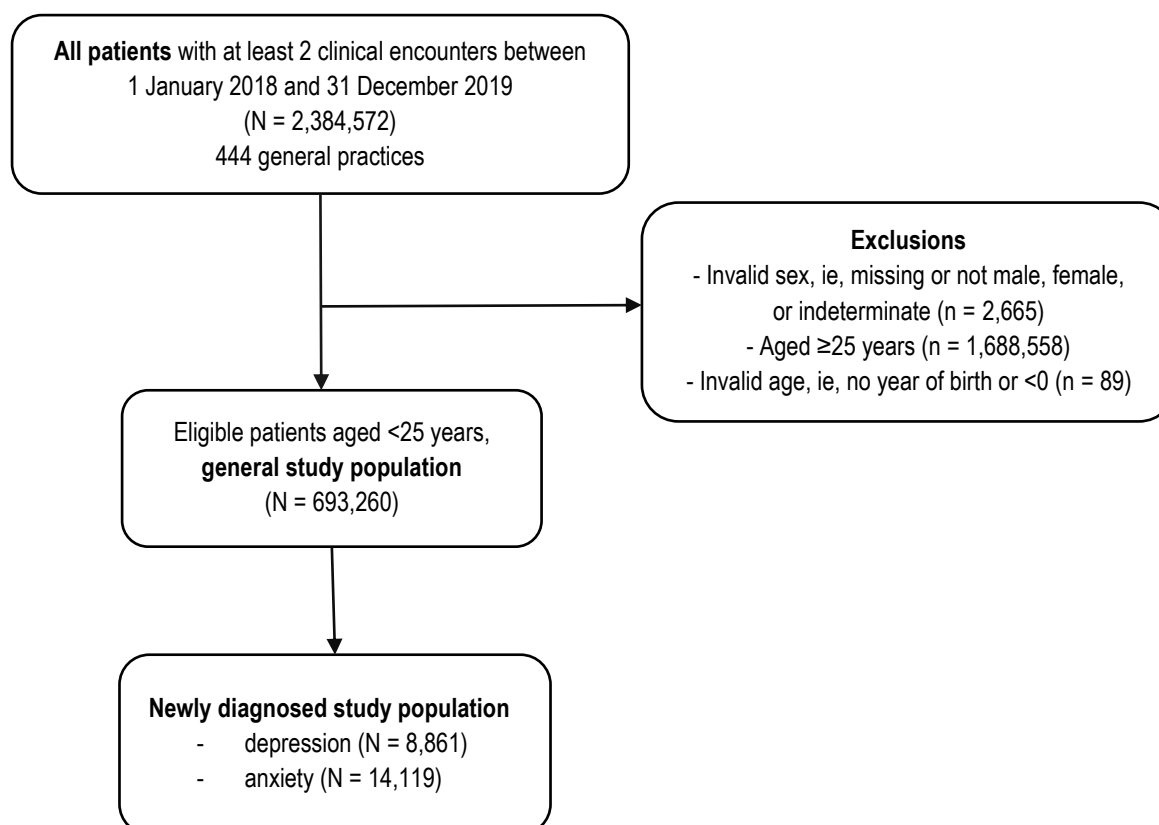 All patients with at least 2 clinical encounters between
1 January 2018 and 31 December 2019
(N = 2,384,572)
444 general practices
Exclusions
- Invalid sex, ie, missing or not male, female,
or indeterminate (n = 2,665)
- Aged ≥25 years (n = 1,688,558)
- Invalid age, ie, no year of birth or <0 (n = 89)
Eligible patients aged <25 years,
general study population
(N = 693,260)
Newly diagnosed study population
- depression (N = 8,861)
- anxiety (N = 14,119)